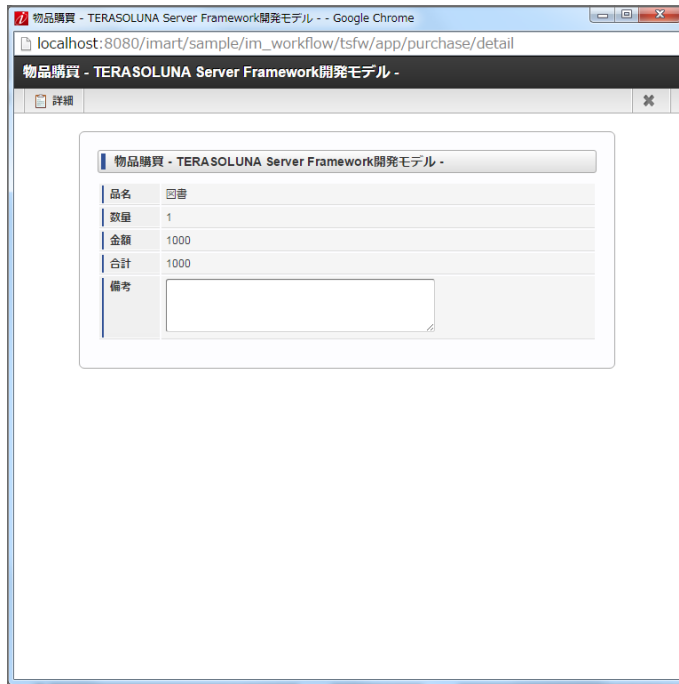 物品購買 - TERASOLUNA Server Framework開発モデル - - Google Chrome
localhost:8080/imart/sample/im_workflow/tsfw/app/purchase/detail
物品購買 - TERASOLUNA Server Framework開発モデル -
詳細
物品購買 - TERASOLUNA Server Framework開発モデル -
品名 図書
数量 1
金額 1000
合計 1000
備考